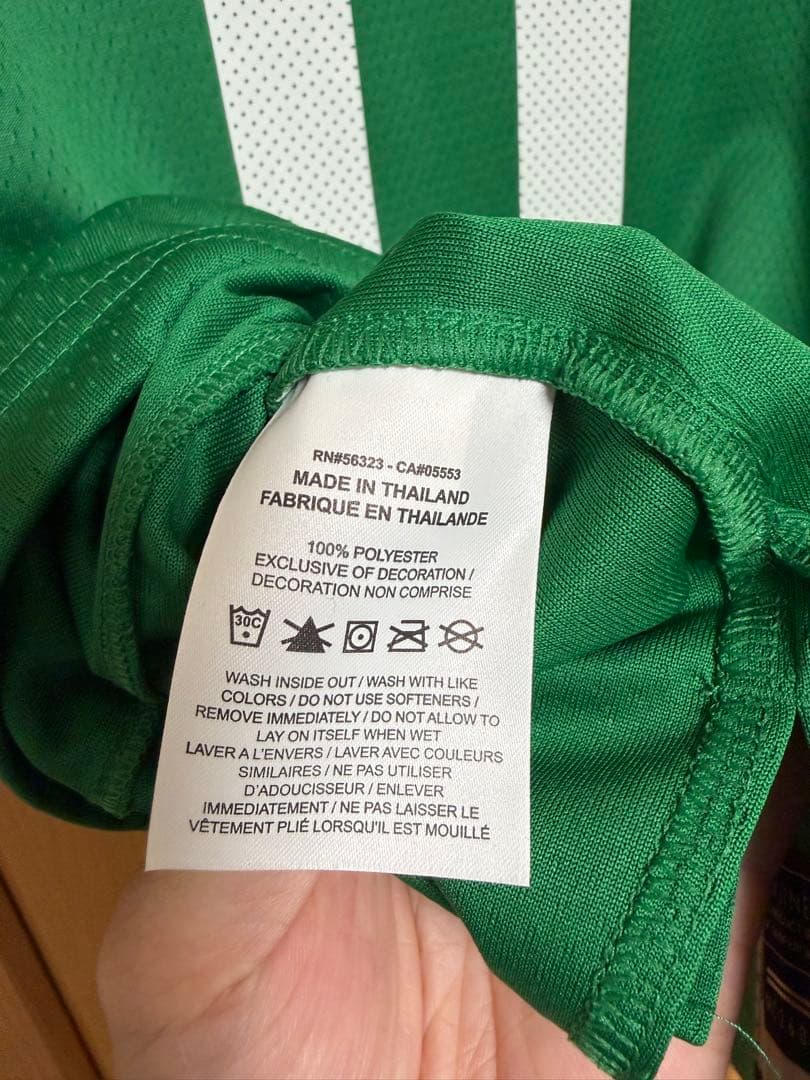 RN#56323 - CA#05553
MADE IN THAILAND
FABRIQUE EN THAILANDE
100% POLYESTER
EXCLUSIVE OF DECORATION /
DECORATION NON COMPRISE
30C
WASH INSIDE OUT / WASH WITH LIKE
COLORS / DO NOT USE SOFTENERS /
REMOVE IMMEDIATELY / DO NOT ALLOW TO
LAY ON ITSELF WHEN WET
LAVER A L'ENVERS / LAVER AVEC COULEURS
SIMILAIRES / NE PAS UTILISER
D'ADOUCISSEUR / ENLEVER
IMMEDIATEMENT / NE PAS LAISSER LE
VÊTEMENT PLIÉ LORSQU'IL EST MOUILLÉ